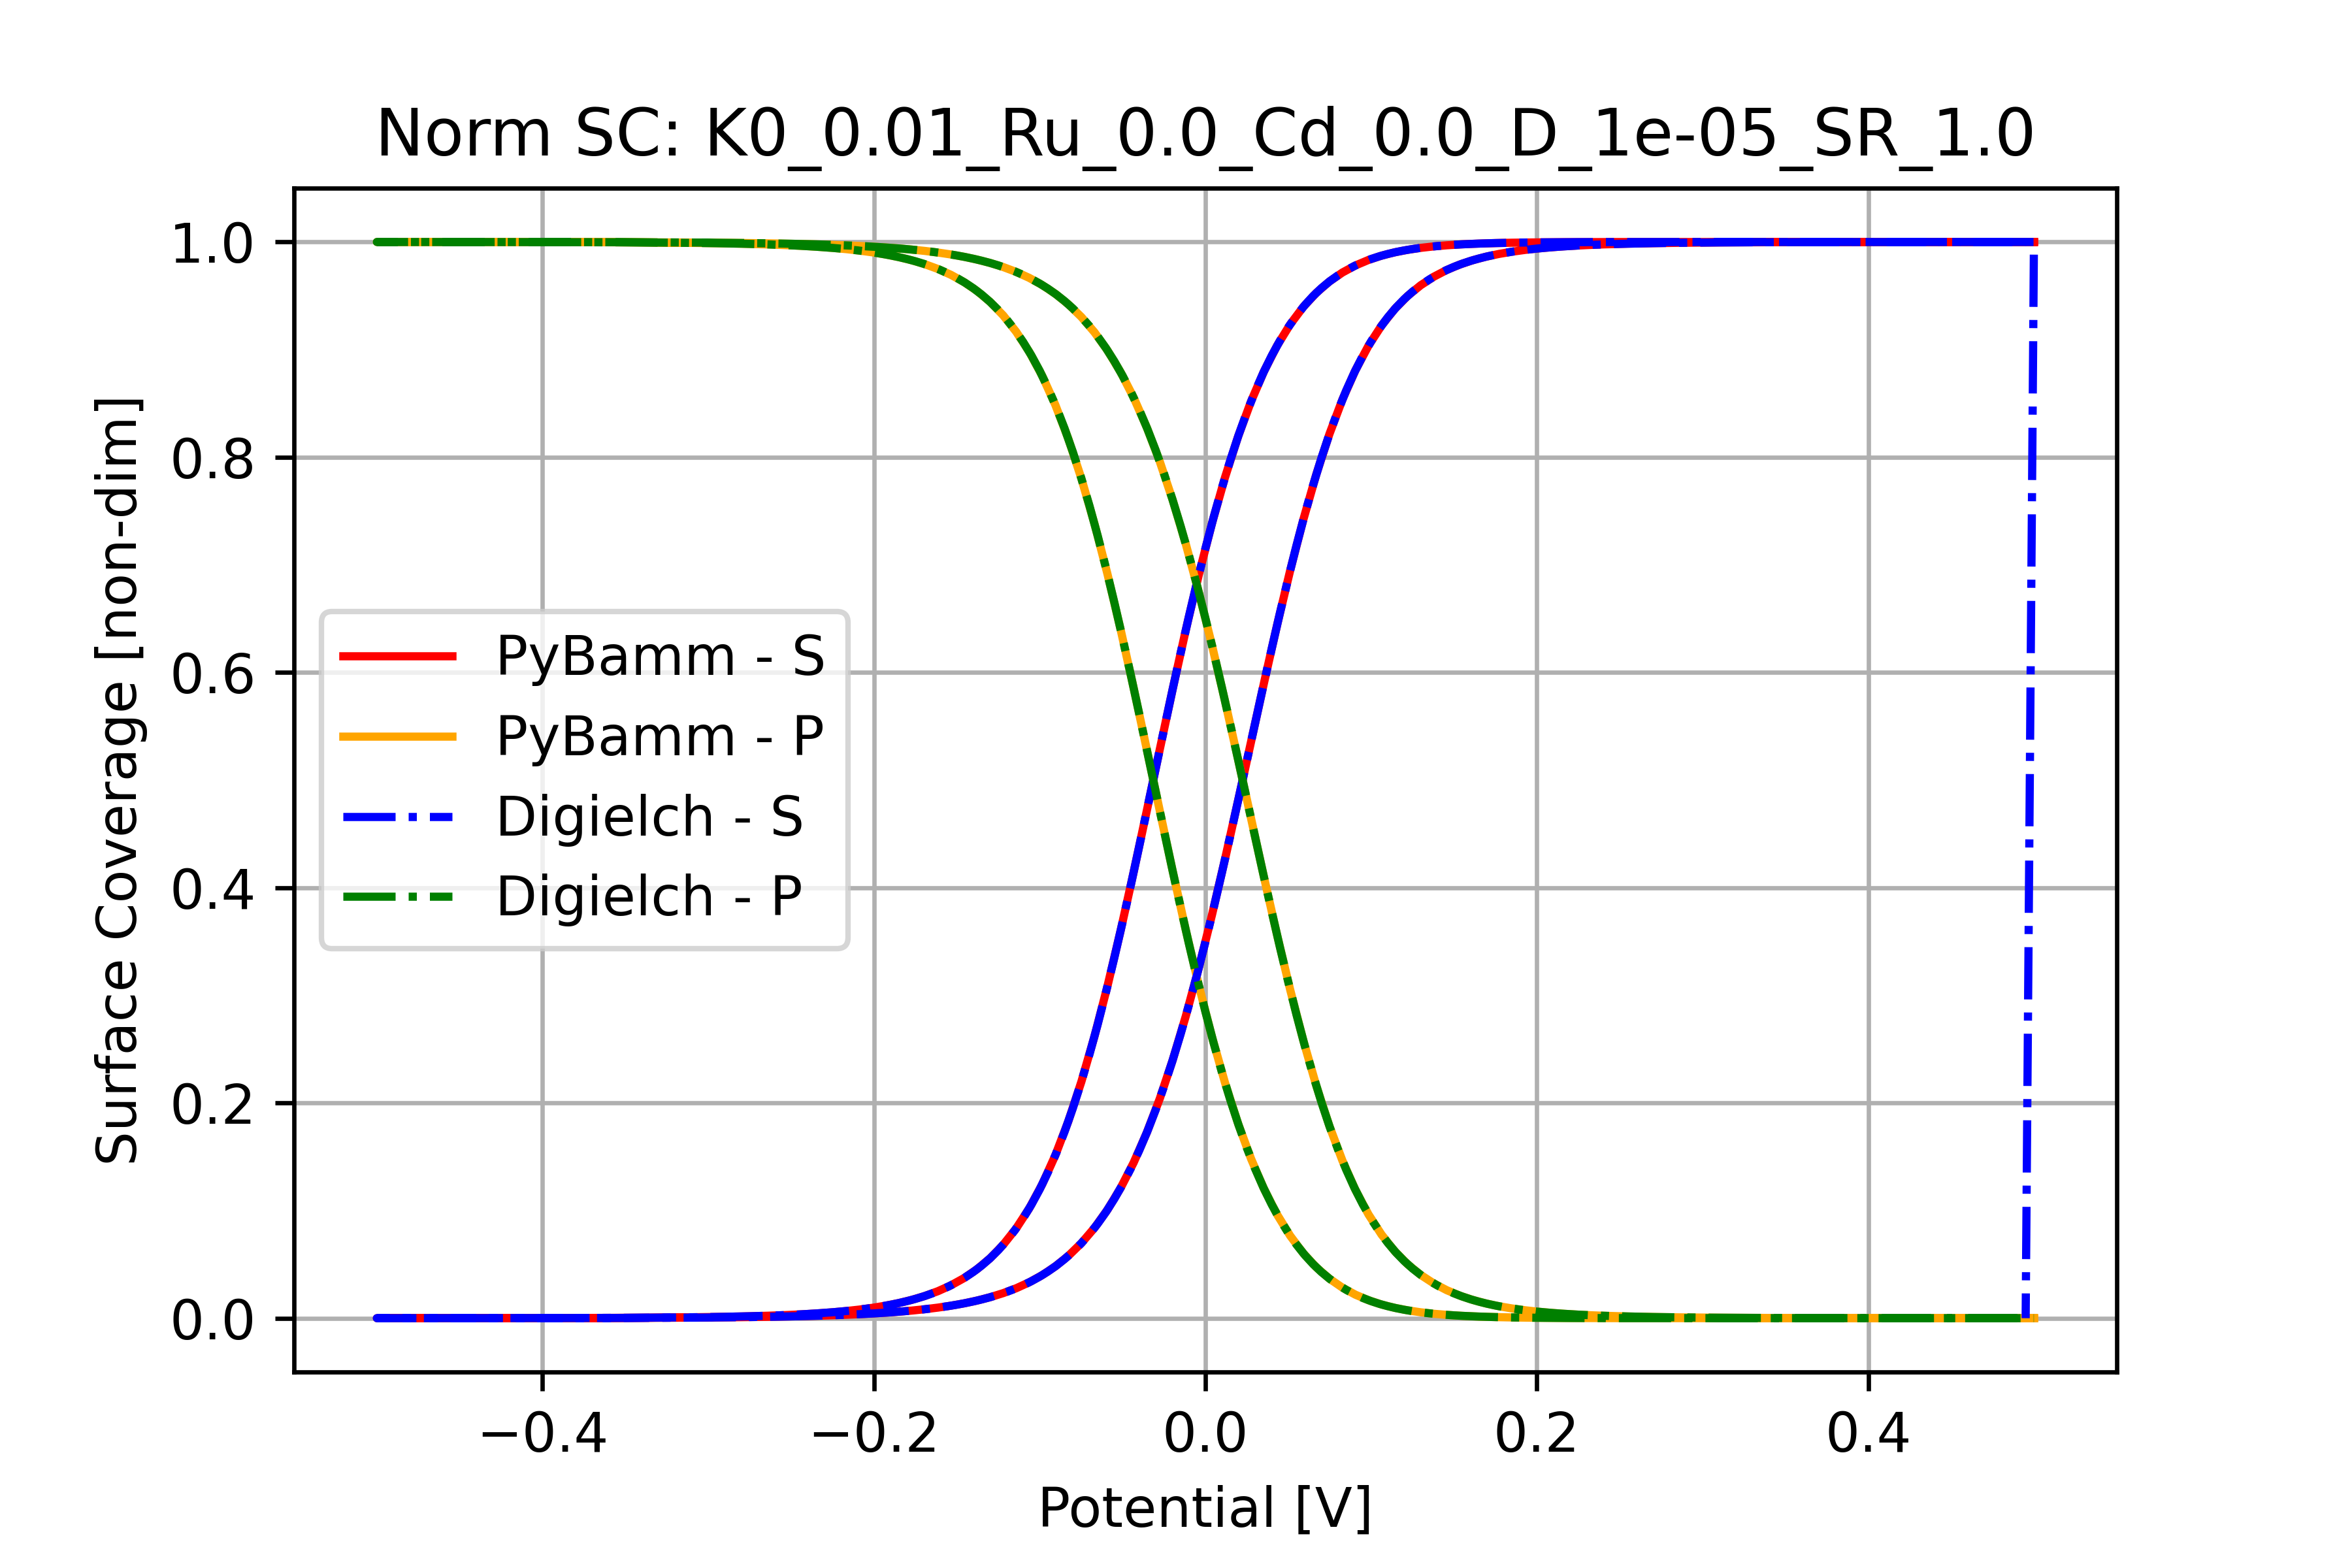 Norm SC: K0_0.01_Ru_0.0_Cd_0.0_D_1e-05_SR_1.0
Surface Coverage [non-dim]
1.0
0.8
0.6
0.4
0.2
0.0
PyBamm - S
PyBamm - P
Digielch - S
Digielch - P
−0.4
−0.2
0.0
0.2
0.4
Potential [V]